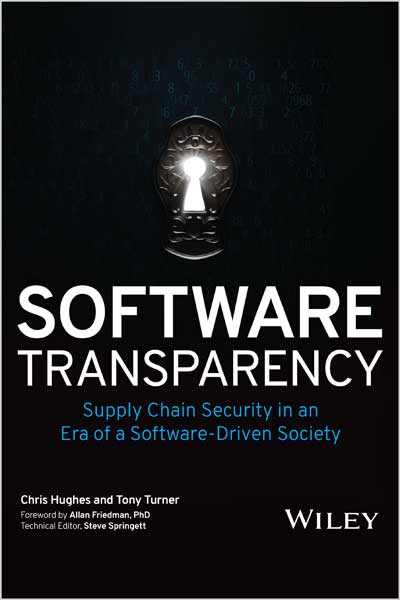 SOFTWARE
TRANSPARENCY
Supply Chain Security in an
Era of a Software-Driven Society
Chris Hughes and Tony Turner
Foreword by Allan Friedman, PhD
Technical Editor, Steve Springett
WILEY